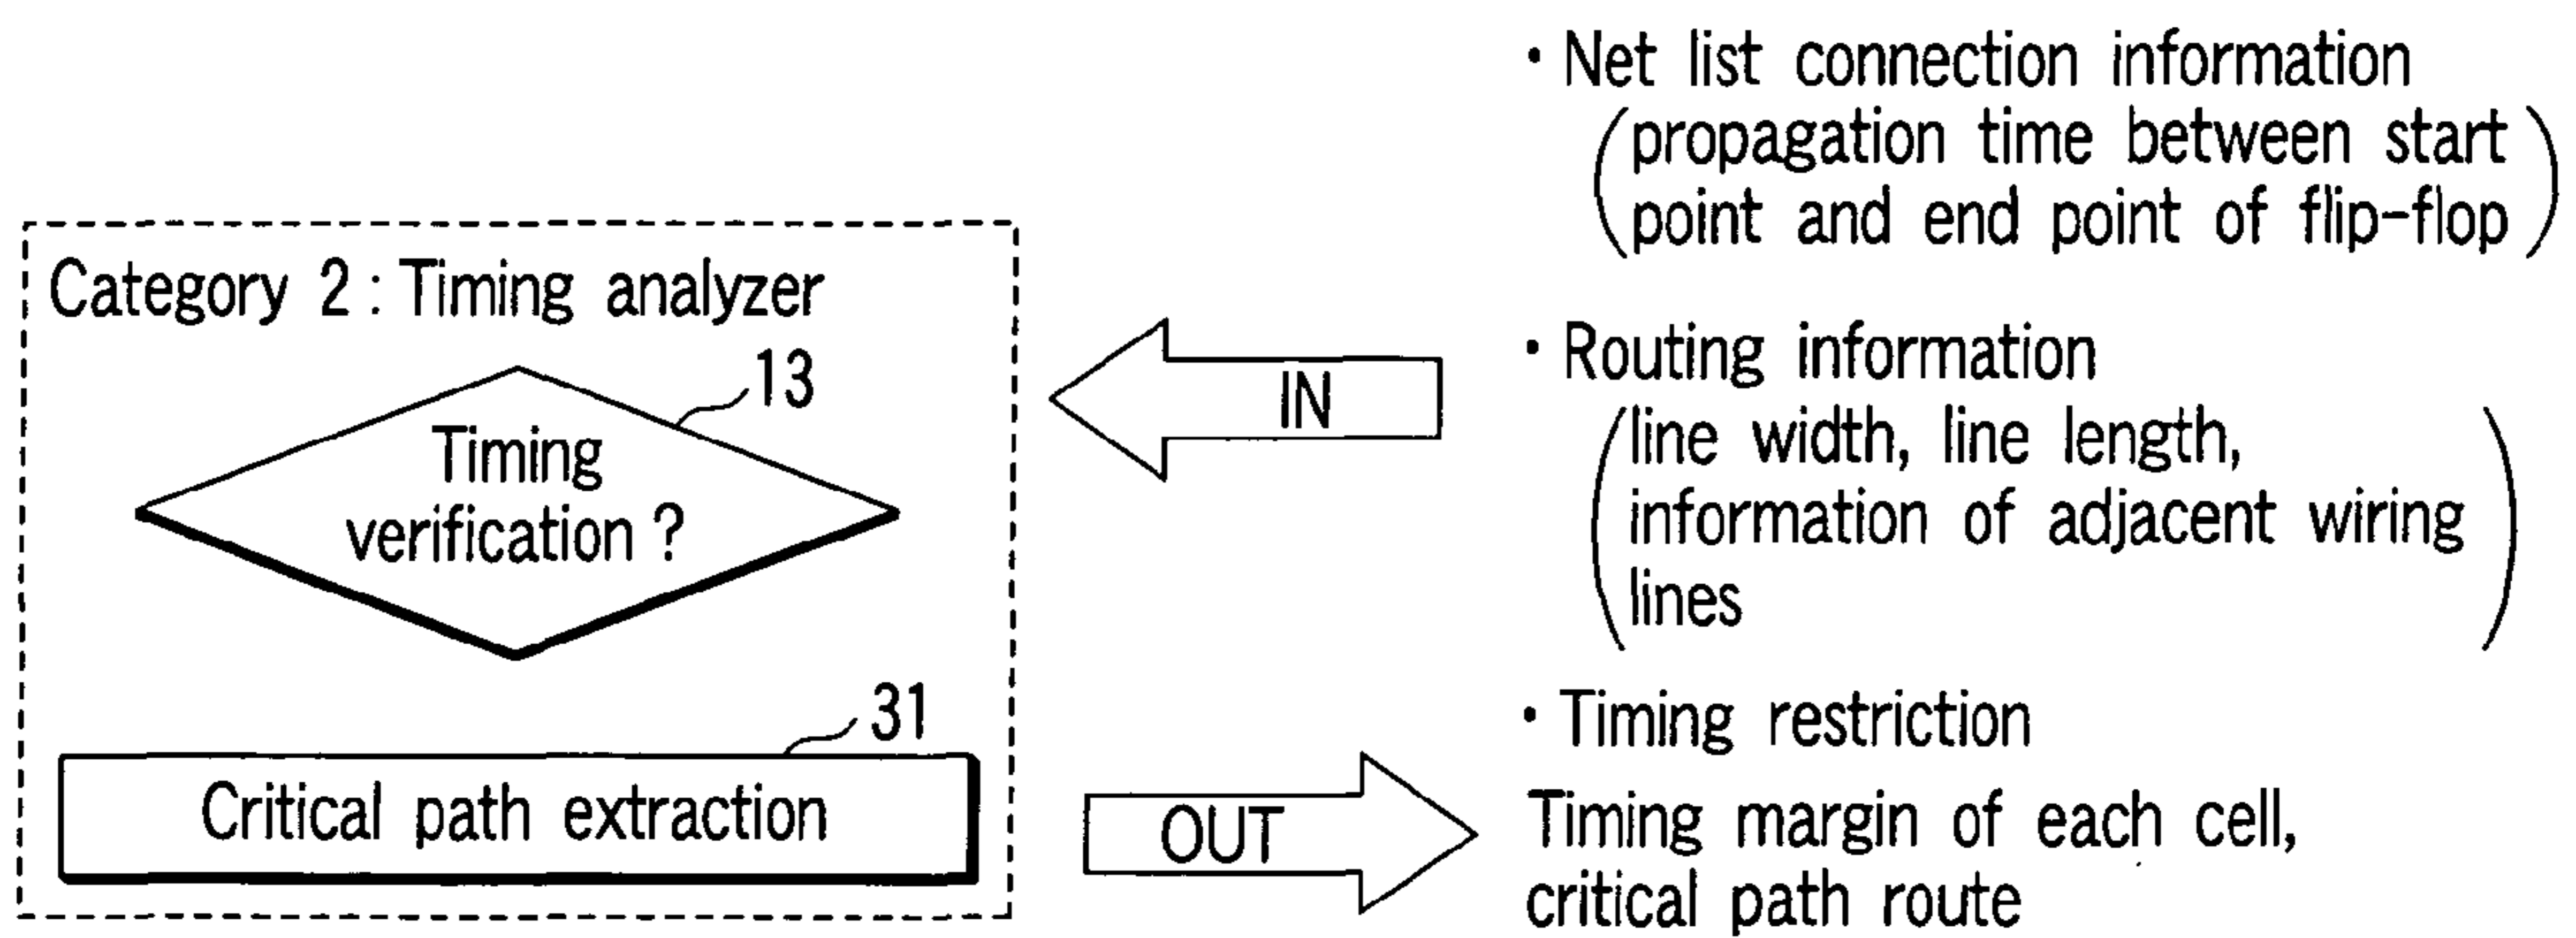 Category 2 : Timing analyzer
13
Timing
verification ?
31
Critical path extraction
IN
OUT
・Net list connection information
(propagation time between start
point and end point of flip-flop)
・Routing information
(line width, line length,
information of adjacent wiring
lines)
・Timing restriction
Timing margin of each cell,
critical path route